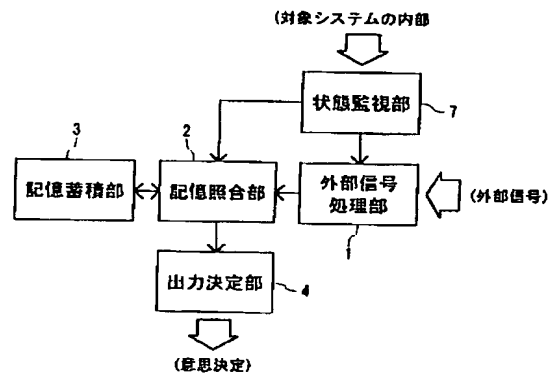 (対象システムの内部
状態監視部
7
3
2
記憶蓄積部
記憶照合部
外部信号
処理部
(外部信号)
1
出力決定部
4
(意思決定)